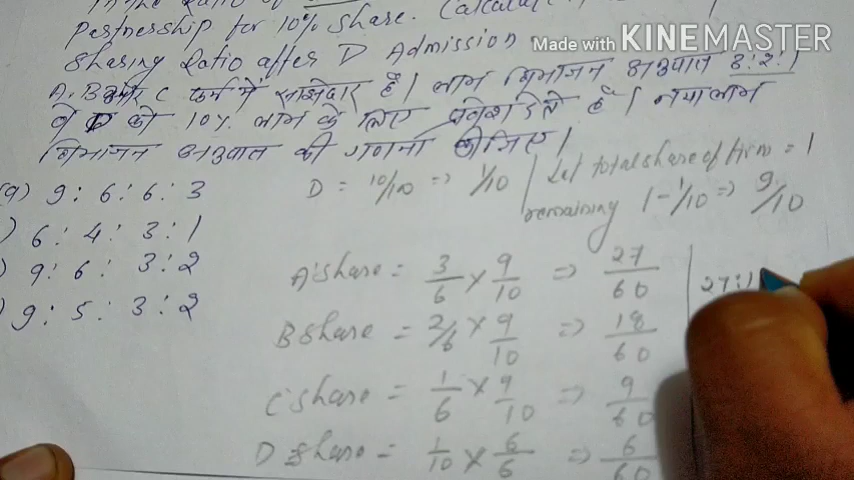 In the Ratio of
Partnership for 10% Share. Calculate
Sharing Ratio after D Admission
Made with KINEMASTER
A, B और C फर्म में साझेदार हैं। लाभ विभाजन अनुपात 3:2:1
वे D को 10% लाभ के लिए प्रवेश देते हैं। नया लाभ
विभाजन अनुपात की गणना कीजिए।
(a) 9 : 6 : 6 : 3
) 6 : 4 : 3 : 1
) 9 : 6 : 3 : 2
) 9 : 5 : 3 : 2
D = 10/100 => 1/10
Let total share of firm = 1
remaining 1 - 1/10 => 9/10
A'share = 3/6 × 9/10 => 27/60
B share = 2/6 × 9/10 => 18/60
C share = 1/6 × 9/10 => 9/60
D share = 1/10 × 6/6 => 6/60
27:1